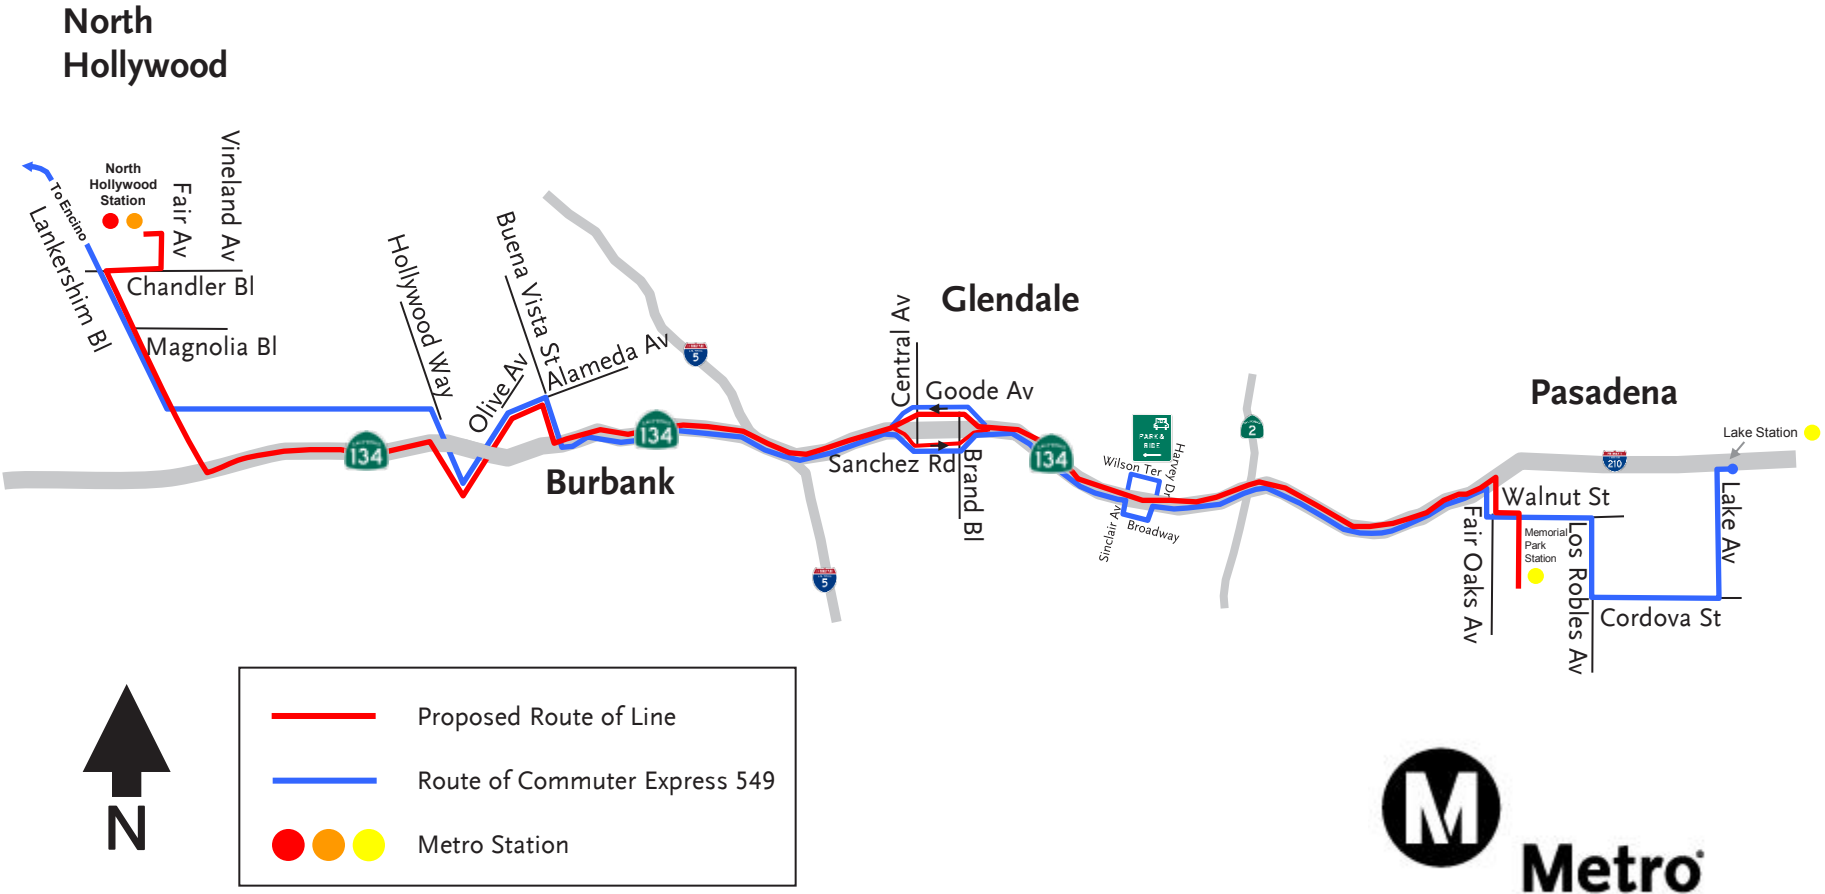 North
Hollywood
North
Hollywood
Station
Fair Av
Vineland Av
To Encino
Lankershim Bl
Chandler Bl
Magnolia Bl
Hollywood Way
Olive Av
Buena Vista St
Alameda Av
5
134
Burbank
134
5
Central Av
Glendale
Goode Av
Sanchez Rd
Brand Bl
134
PARK &
RIDE
Wilson Ter
Harvey Dr
Sinclair Av
Broadway
2
Pasadena
Lake Station
210
Walnut St
Fair Oaks Av
Memorial
Park
Station
Los Robles Av
Lake Av
Cordova St
N
Proposed Route of Line
Route of Commuter Express 549
Metro Station
M
Metro